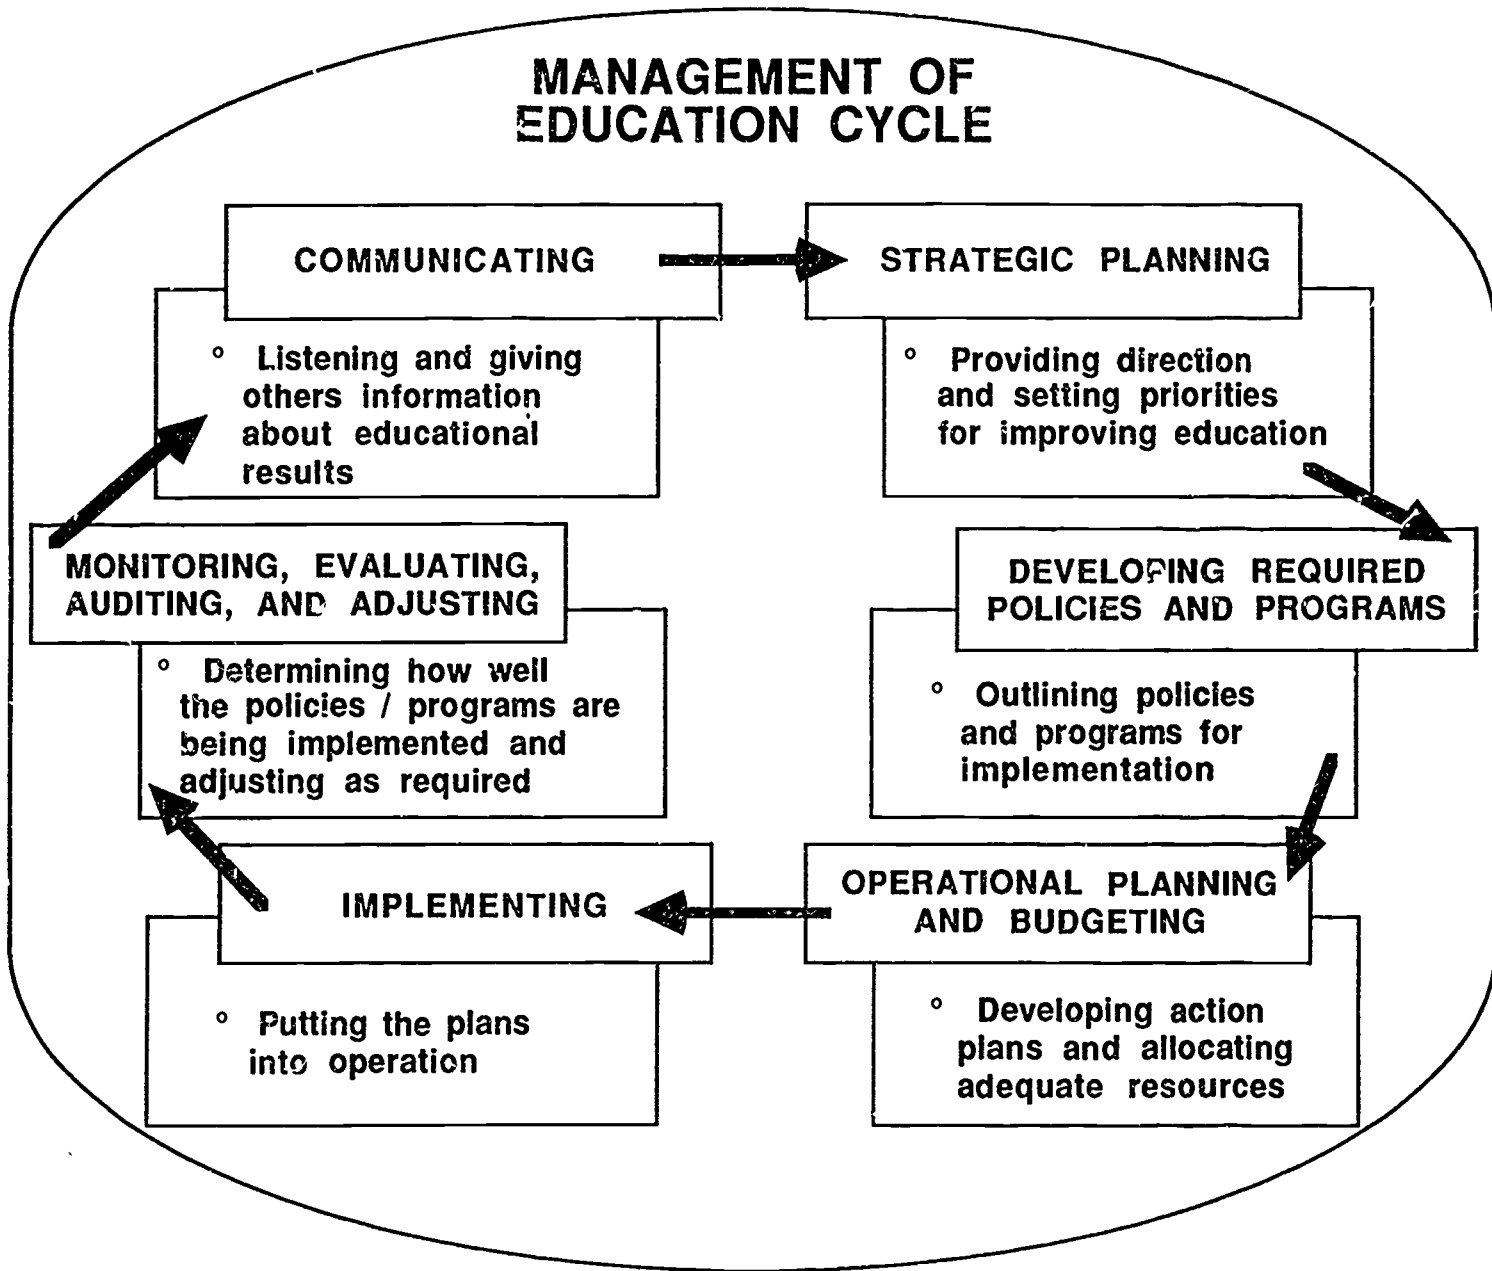 MANAGEMENT OF
EDUCATION CYCLE
COMMUNICATING
° Listening and giving
others information
about educational
results
STRATEGIC PLANNING
° Providing direction
and setting priorities
for improving education
DEVELOPING REQUIRED
POLICIES AND PROGRAMS
° Outlining policies
and programs for
implementation
OPERATIONAL PLANNING
AND BUDGETING
° Developing action
plans and allocating
adequate resources
IMPLEMENTING
° Putting the plans
into operation
MONITORING, EVALUATING,
AUDITING, AND ADJUSTING
° Determining how well
the policies / programs are
being implemented and
adjusting as required